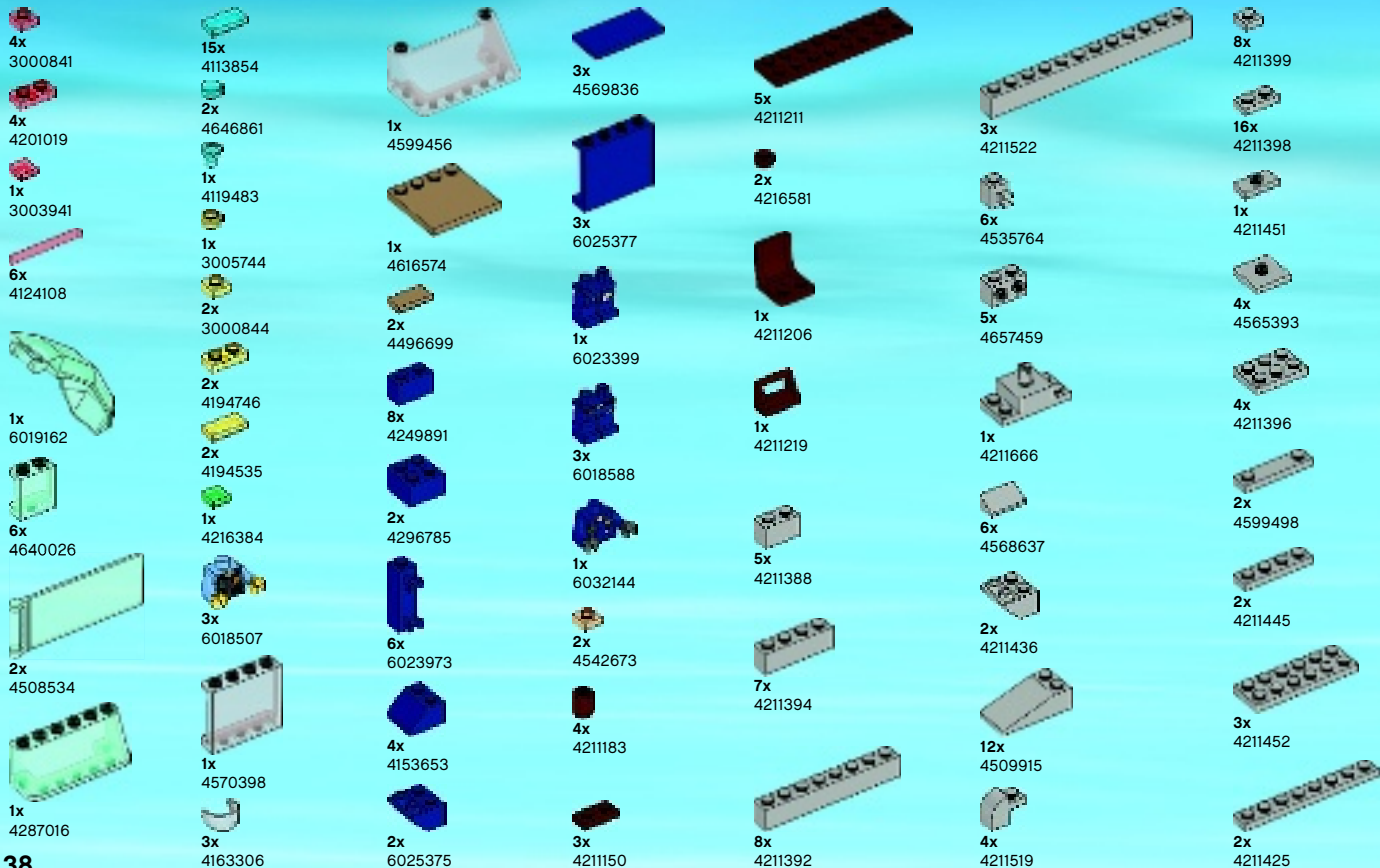 4x
3000841
4x
4201019
1x
3003941
6x
4124108
1x
6019162
6x
4640026
2x
4508534
1x
4287016
15x
4113854
2x
4646861
1x
4119483
1x
3005744
2x
3000844
2x
4194746
2x
4194535
1x
4216384
3x
6018507
1x
4570398
3x
4163306
1x
4599456
1x
4616574
2x
4496699
8x
4249891
2x
4296785
6x
6023973
4x
4153653
2x
6025375
3x
4569836
3x
6025377
1x
6023399
3x
6018588
1x
6032144
2x
4542673
4x
4211183
3x
4211150
5x
4211211
2x
4216581
1x
4211206
1x
4211219
5x
4211388
7x
4211394
8x
4211392
3x
4211522
6x
4535764
5x
4657459
1x
4211666
6x
4568637
2x
4211436
12x
4509915
4x
4211519
8x
4211399
16x
4211398
1x
4211451
4x
4565393
4x
4211396
2x
4599498
2x
4211445
3x
4211452
2x
4211425
38